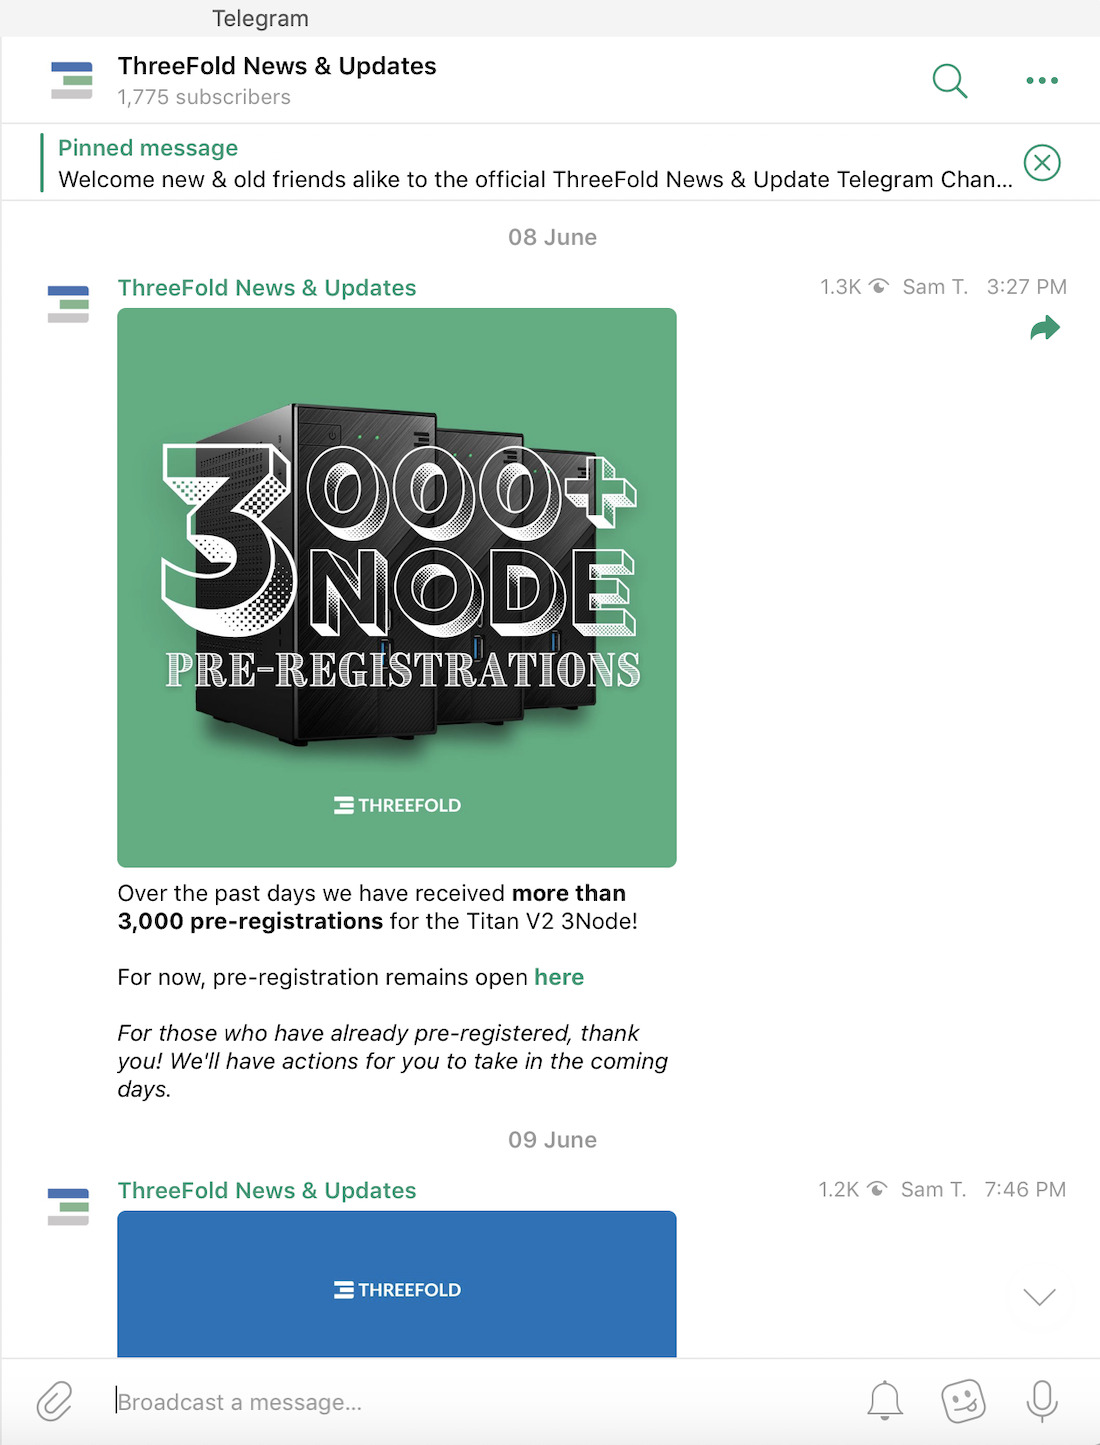 Telegram
ThreeFold News & Updates
1,775 subscribers
Pinned message
Welcome new & old friends alike to the official ThreeFold News & Update Telegram Chan...
08 June
ThreeFold News & Updates
1.3K Sam T. 3:27 PM
3000+
NODE
PRE-REGISTRATIONS
THREEFOLD
Over the past days we have received more than
3,000 pre-registrations for the Titan V2 3Node!
For now, pre-registration remains open here
For those who have already pre-registered, thank
you! We'll have actions for you to take in the coming
days.
09 June
ThreeFold News & Updates
1.2K Sam T. 7:46 PM
THREEFOLD
Broadcast a message...